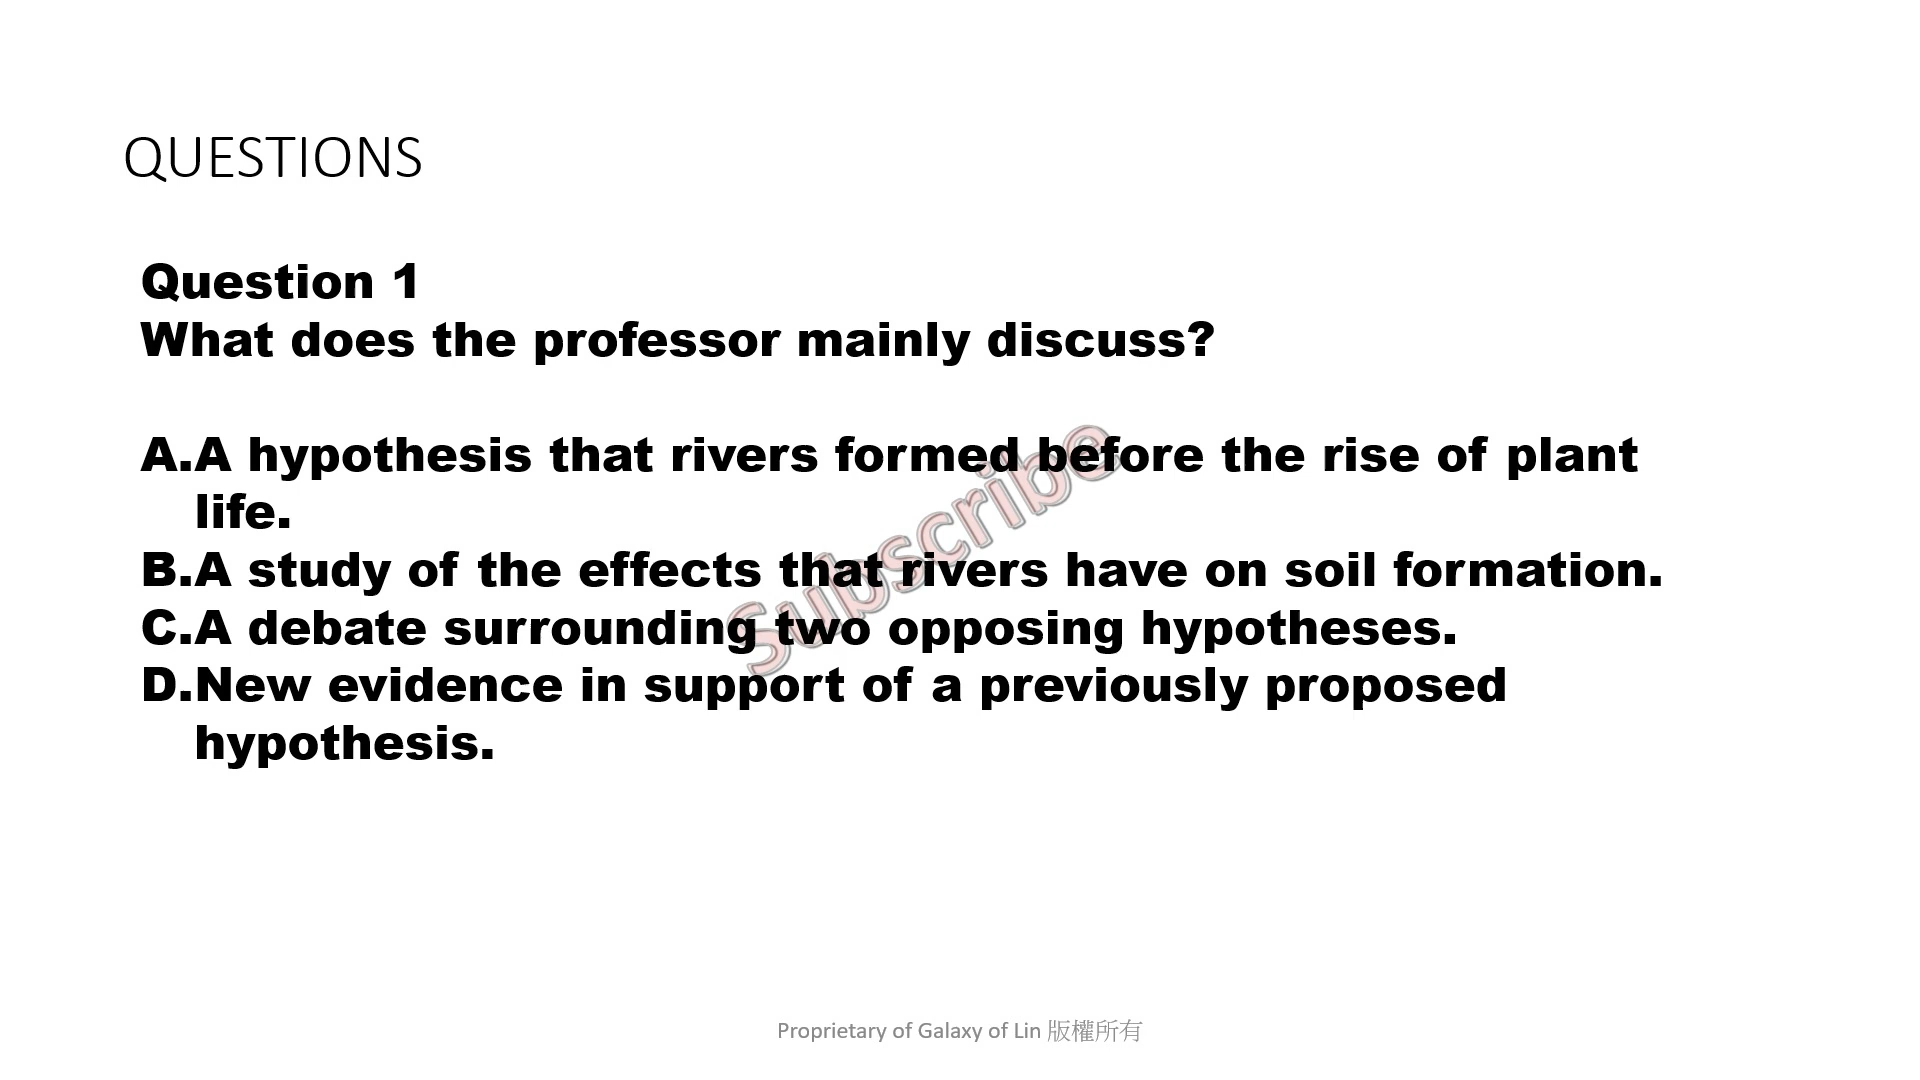 QUESTIONS
Question 1
What does the professor mainly discuss?
A.A hypothesis that rivers formed before the rise of plant
life.
B.A study of the effects that rivers have on soil formation.
C.A debate surrounding two opposing hypotheses.
D.New evidence in support of a previously proposed
hypothesis.
Subscribe
Proprietary of Galaxy of Lin 版權所有